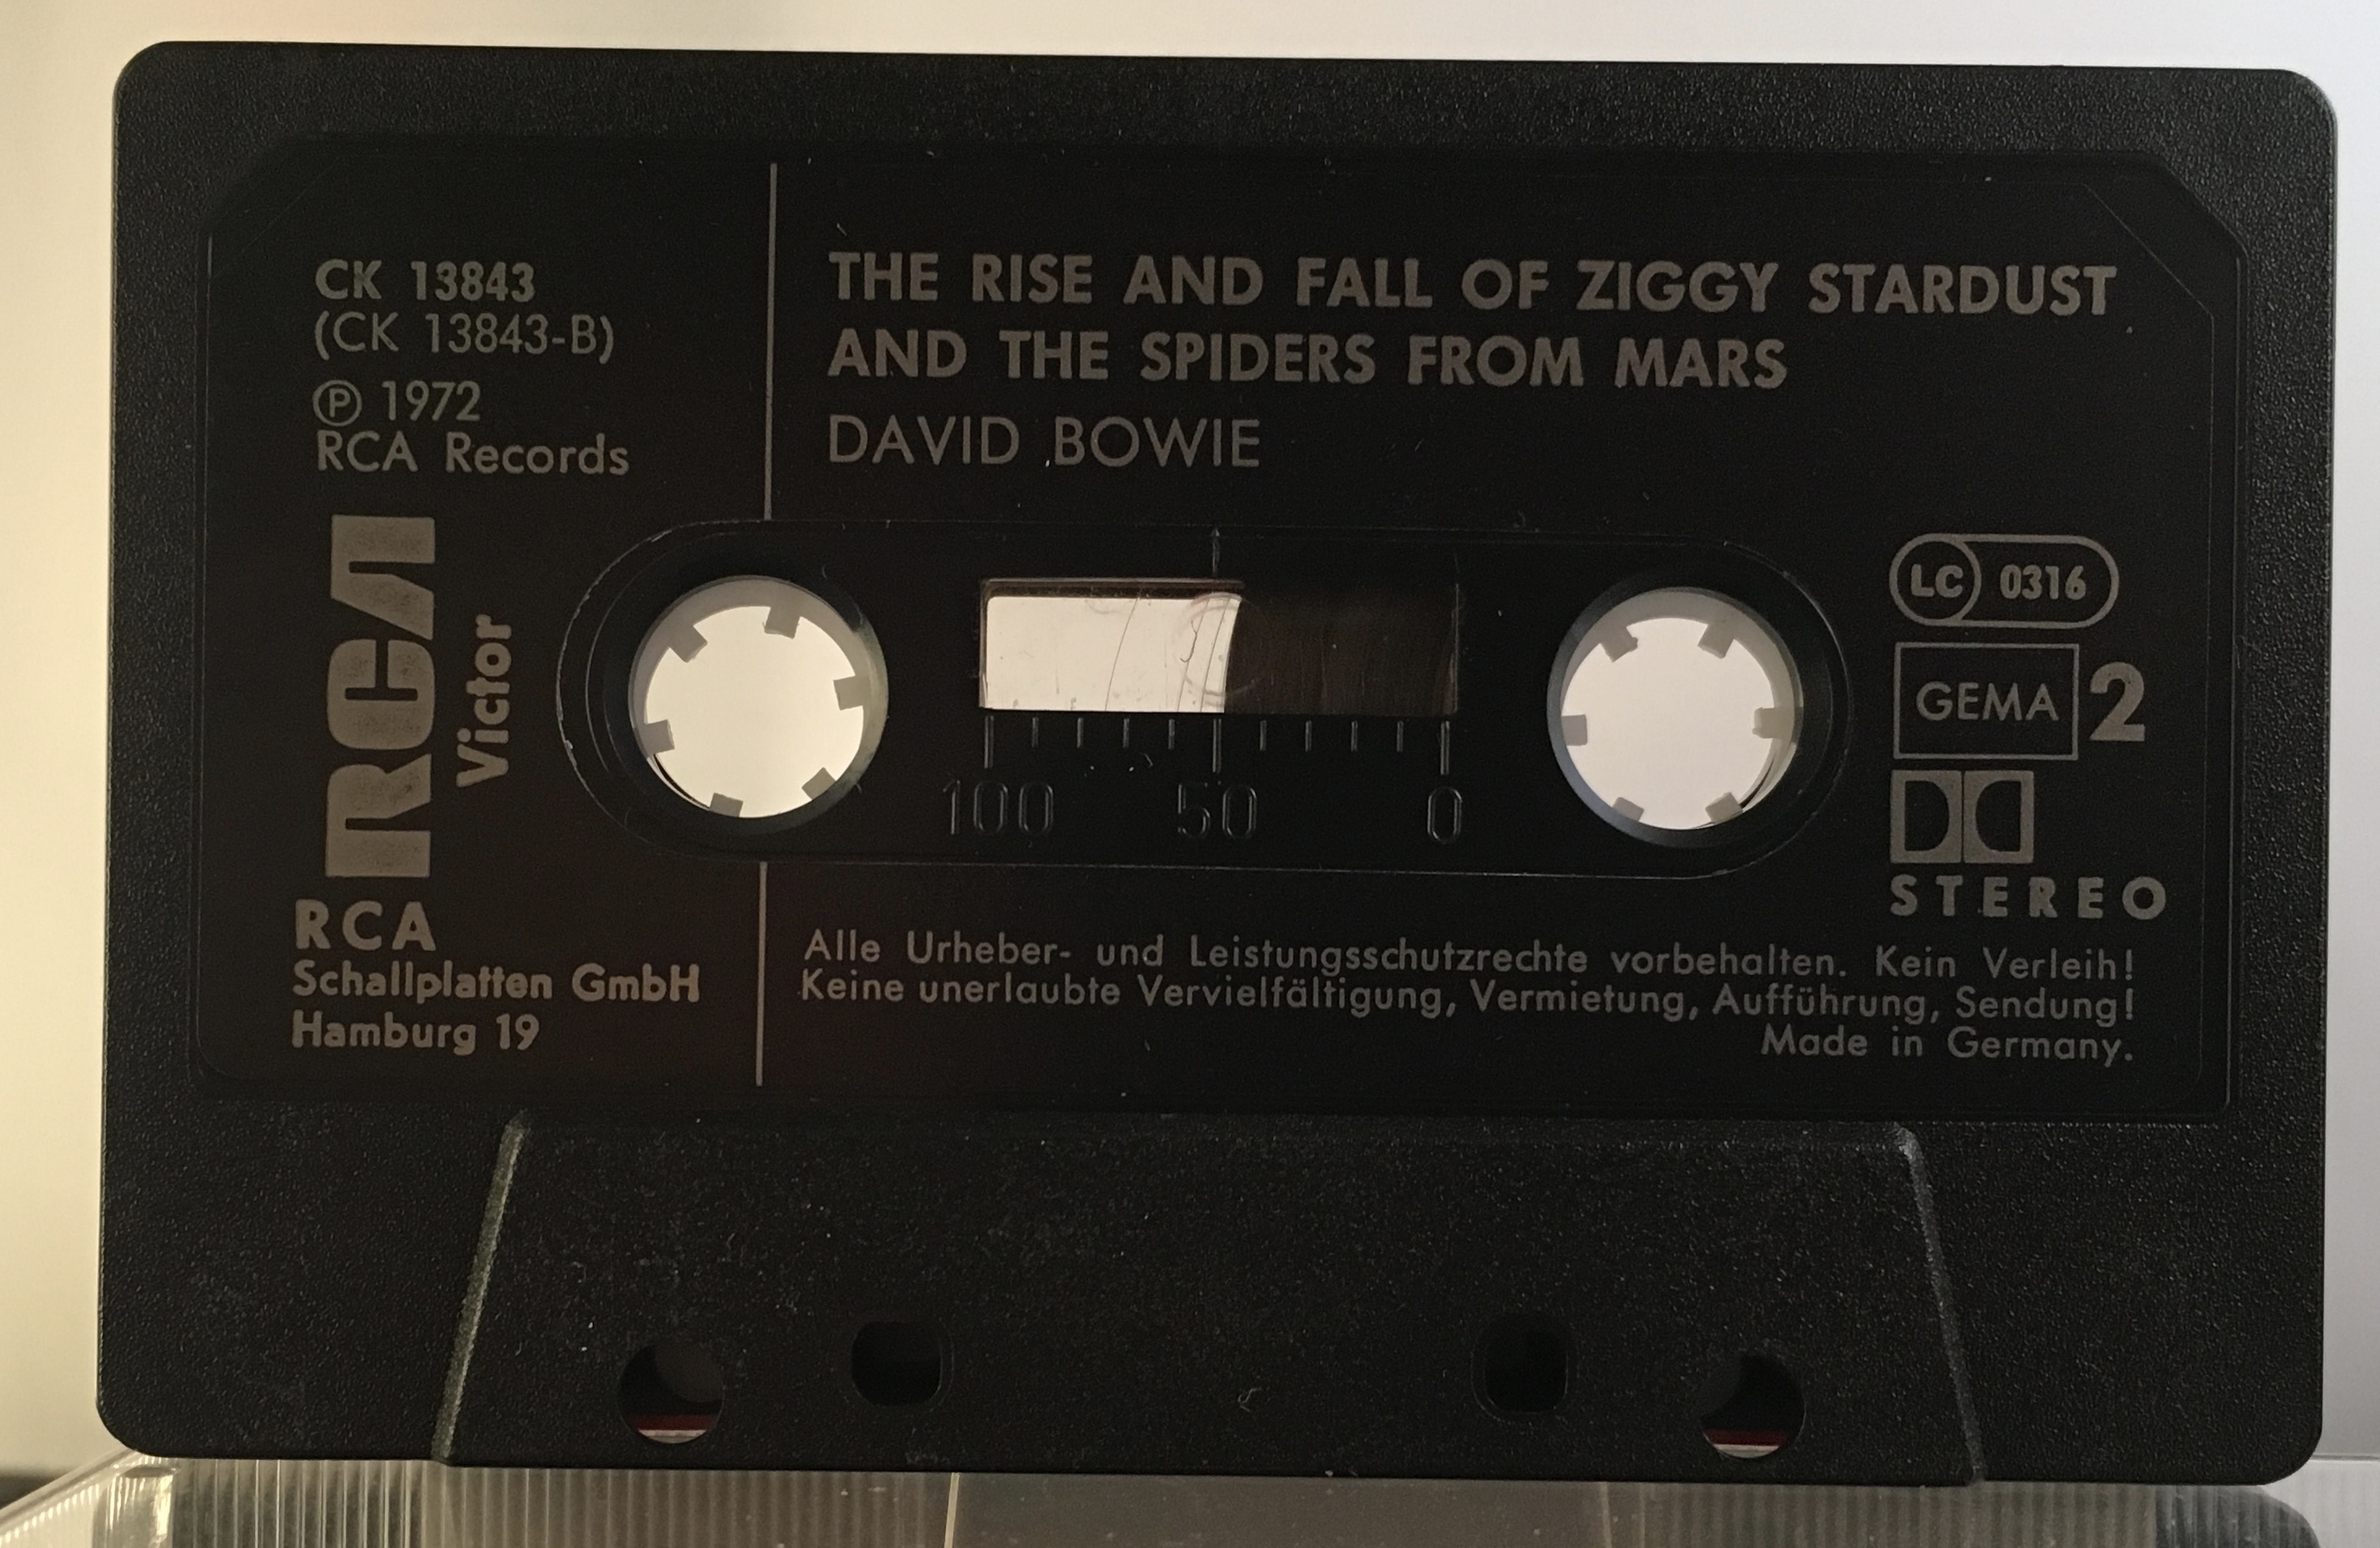 CK 13843
(CK 13843-B)
Ⓟ 1972
RCA Records
RCA
Victor
RCA
Schallplatten GmbH
Hamburg 19
THE RISE AND FALL OF ZIGGY STARDUST
AND THE SPIDERS FROM MARS
DAVID BOWIE
100 50 0
LC 0316
GEMA 2
STEREO
Alle Urheber- und Leistungsschutzrechte vorbehalten. Kein Verleih!
Keine unerlaubte Vervielfältigung, Vermietung, Aufführung, Sendung!
Made in Germany.